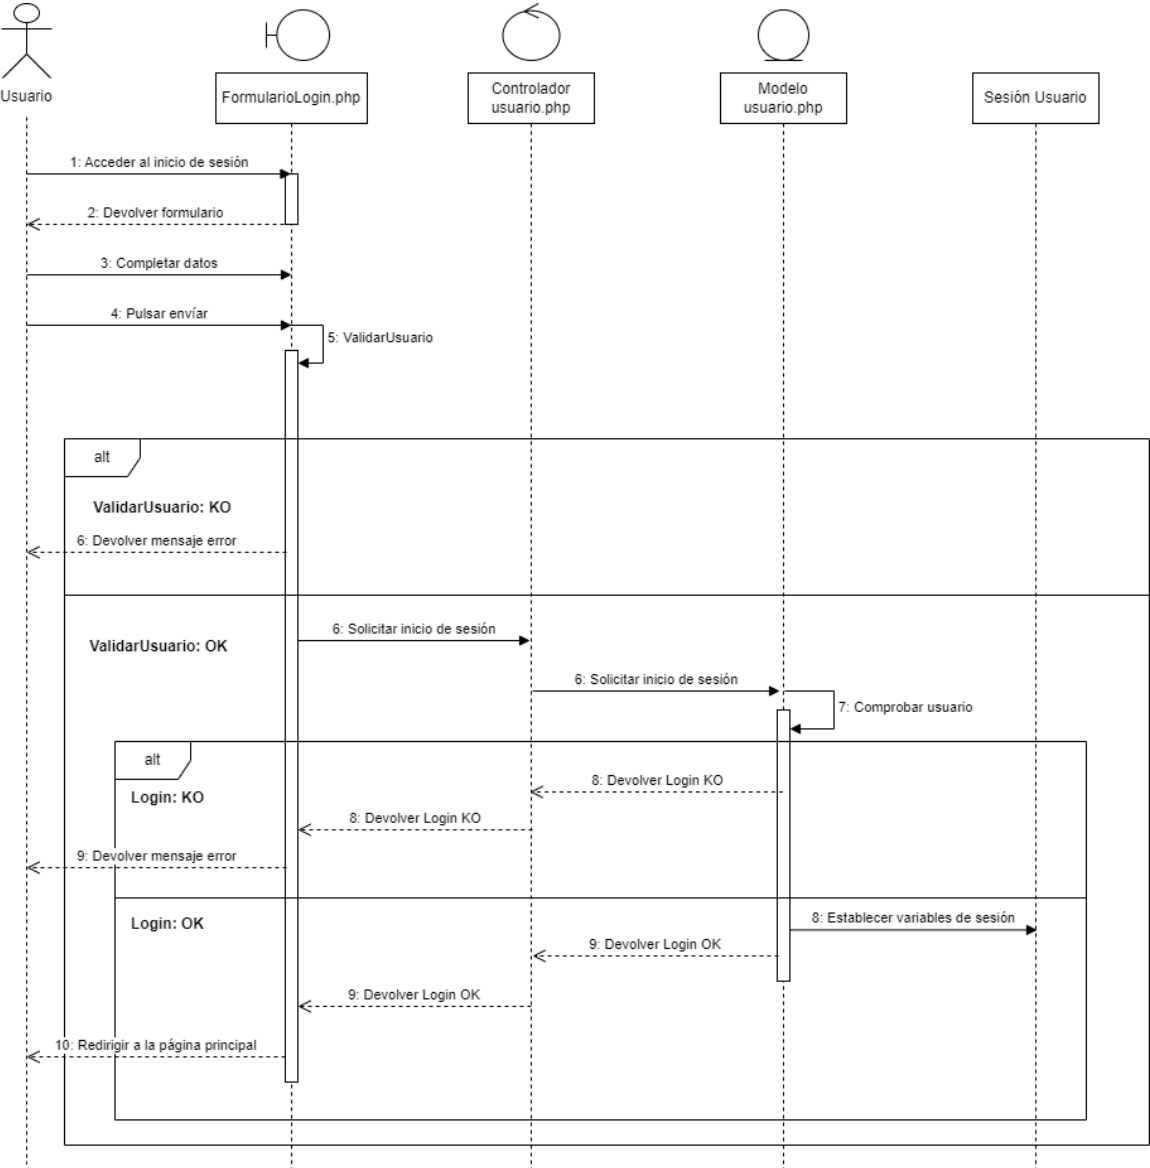 Usuario
FormularioLogin.php
Controlador
usuario.php
Modelo
usuario.php
Sesión Usuario
1: Acceder al inicio de sesión
2: Devolver formulario
3: Completar datos
4: Pulsar envíar
5: ValidarUsuario
alt
ValidarUsuario: KO
6: Devolver mensaje error
6: Solicitar inicio de sesión
ValidarUsuario: OK
6: Solicitar inicio de sesión
7: Comprobar usuario
alt
8: Devolver Login KO
Login: KO
8: Devolver Login KO
9: Devolver mensaje error
8: Establecer variables de sesión
Login: OK
9: Devolver Login OK
9: Devolver Login OK
10: Redirigir a la página principal